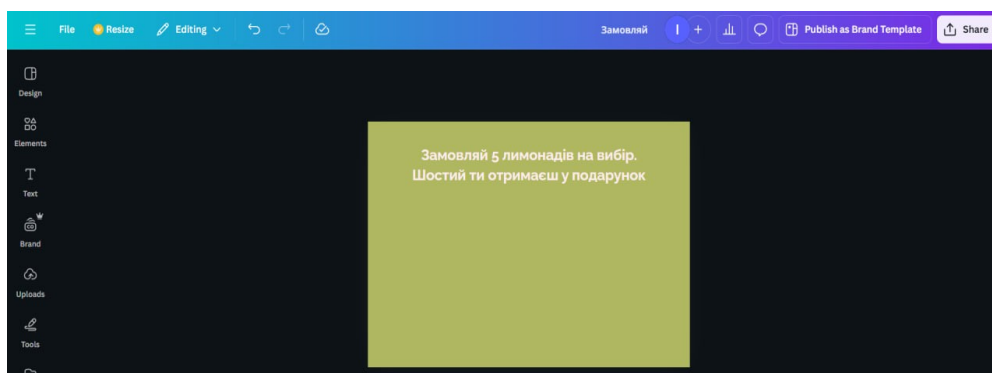 File Resize Editing Замовляй I + Publish as Brand Template Share
Design
Elements
Замовляй 5 лимонадів на вибір.
Шостий ти отримаєш у подарунок
Text
Brand
Uploads
Tools